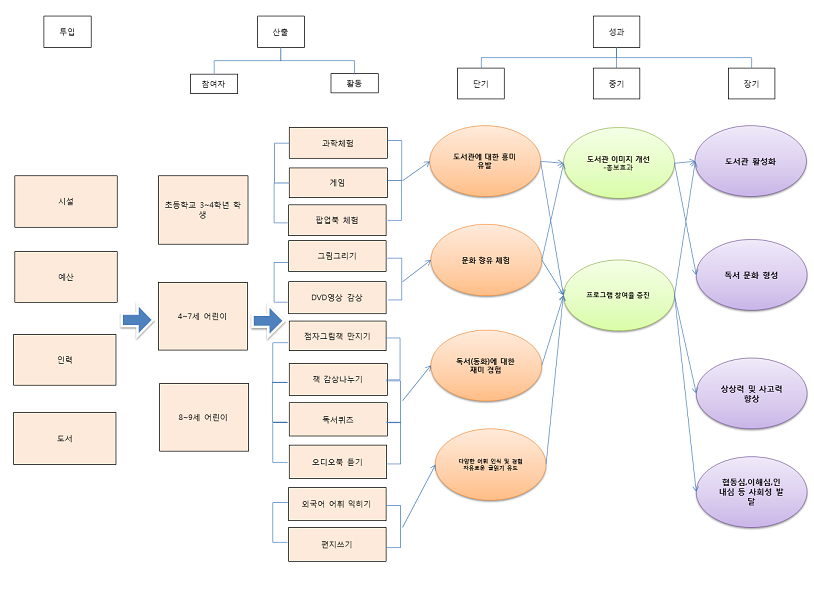 투입
산출
성과
참여자
활동
단기
중기
장기
과학체험
게임
팝업북 체험
그림그리기
DVD영상 감상
점자그림책 만지기
책 감상나누기
독서퀴즈
오디오북 듣기
외국어 어휘 익히기
편지쓰기
시설
예산
인력
도서
초등학교 3~4학년 학
생
4~7세 어린이
8~9세 어린이
도서관에 대한 흥미
유발
문화 향유 체험
독서(동화)에 대한
재미 경험
다양한 어휘 인식 및 경험
자유로운 글읽기 유도
도서관 이미지 개선
-홍보효과
프로그램 참여율 증진
도서관 활성화
독서 문화 형성
상상력 및 사고력
향상
협동심,이해심,인
내심 등 사회성 발
달